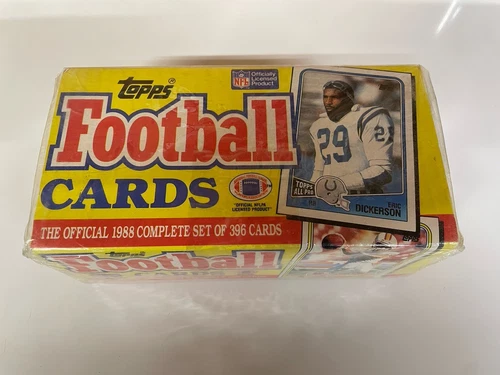 Topps®
NFL
Officially
Licensed
Product
Football
CARDS
"OFFICIAL NFLPA
LICENSED PRODUCT"
29
29
TOPPS
ALL PRO
ERIC
DICKERSON
THE OFFICIAL 1988 COMPLETE SET OF 396 CARDS
Football
TOPPS